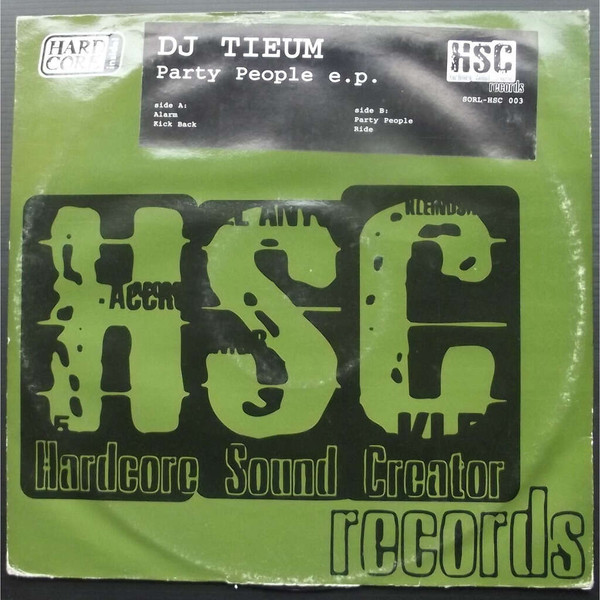 HARD
CORE
DJ TIEUM
Party People e.p.
side A:
Alarm
Kick Back
side B:
Party People
Ride
HSC
records
SORL-HSC 003
HSC
Hardcore Sound Creator
records